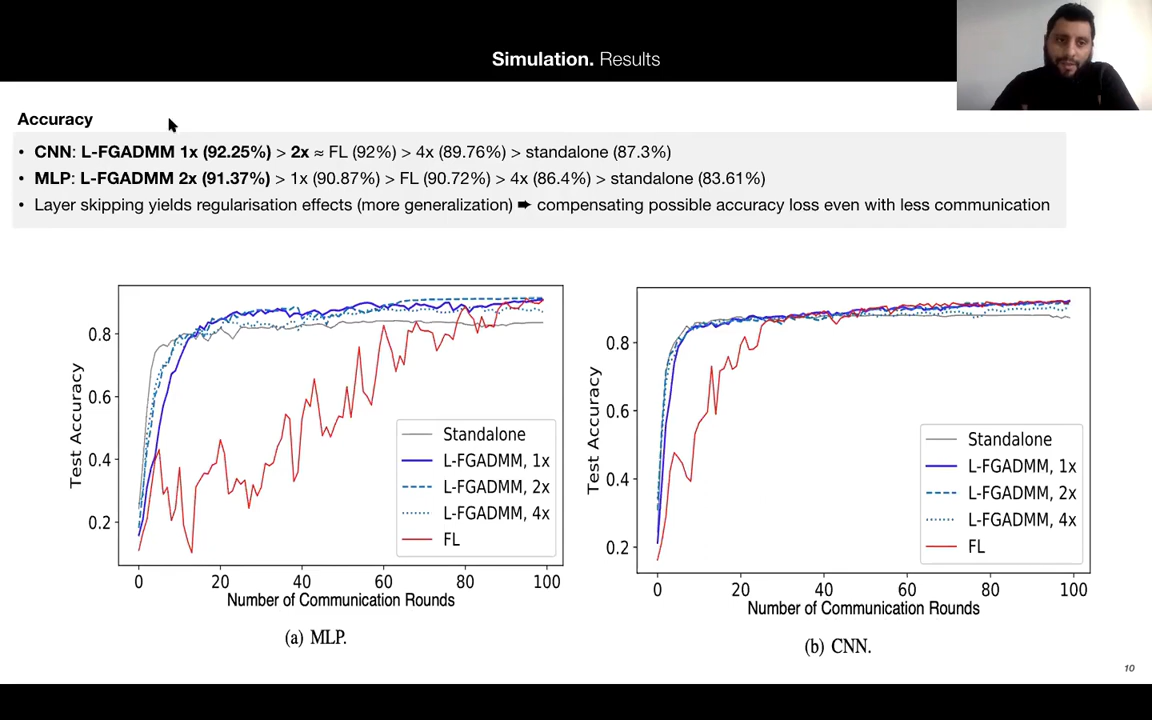 Simulation. Results
Accuracy
• CNN: L-FGADMM 1x (92.25%) > 2x ≈ FL (92%) > 4x (89.76%) > standalone (87.3%)
• MLP: L-FGADMM 2x (91.37%) > 1x (90.87%) > FL (90.72%) > 4x (86.4%) > standalone (83.61%)
• Layer skipping yields regularisation effects (more generalization) ➨ compensating possible accuracy loss even with less communication
Test Accuracy
0.8
0.6
0.4
0.2
Standalone
L-FGADMM, 1x
L-FGADMM, 2x
L-FGADMM, 4x
FL
0 20 40 60 80 100
Number of Communication Rounds
(a) MLP.
Test Accuracy
0.8
0.6
0.4
0.2
Standalone
L-FGADMM, 1x
L-FGADMM, 2x
L-FGADMM, 4x
FL
0 20 40 60 80 100
Number of Communication Rounds
(b) CNN.
10